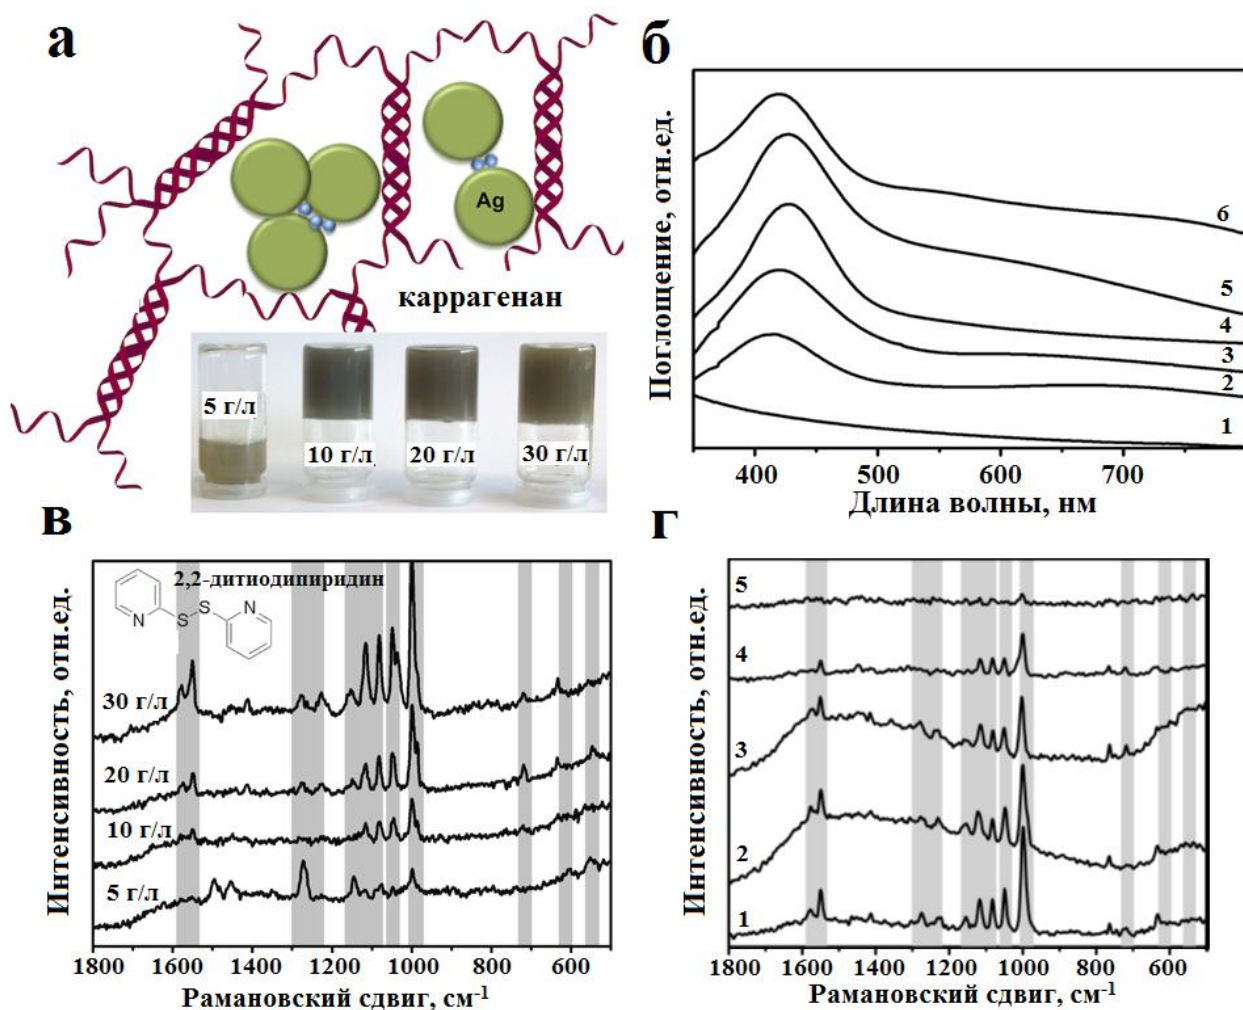 а
Ag
каррагенан
5 г/л
10 г/л
20 г/л
30 г/л
б
Поглощение, отн.ед.
6
5
4
3
2
1
400
500
600
700
Длина волны, нм
в
2,2-дитиодипиридин
N
S
S
N
Интенсивность, отн.ед.
30 г/л
20 г/л
10 г/л
5 г/л
1800
1600
1400
1200
1000
800
600
Рамановский сдвиг, см-1
г
Интенсивность, отн.ед.
5
4
3
2
1
1800
1600
1400
1200
1000
800
600
Рамановский сдвиг, см-1